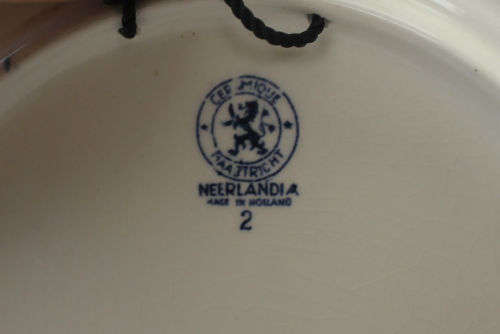 CERAMIQUE
MAASTRICHT
NEERLANDIA
MADE IN HOLLAND
2